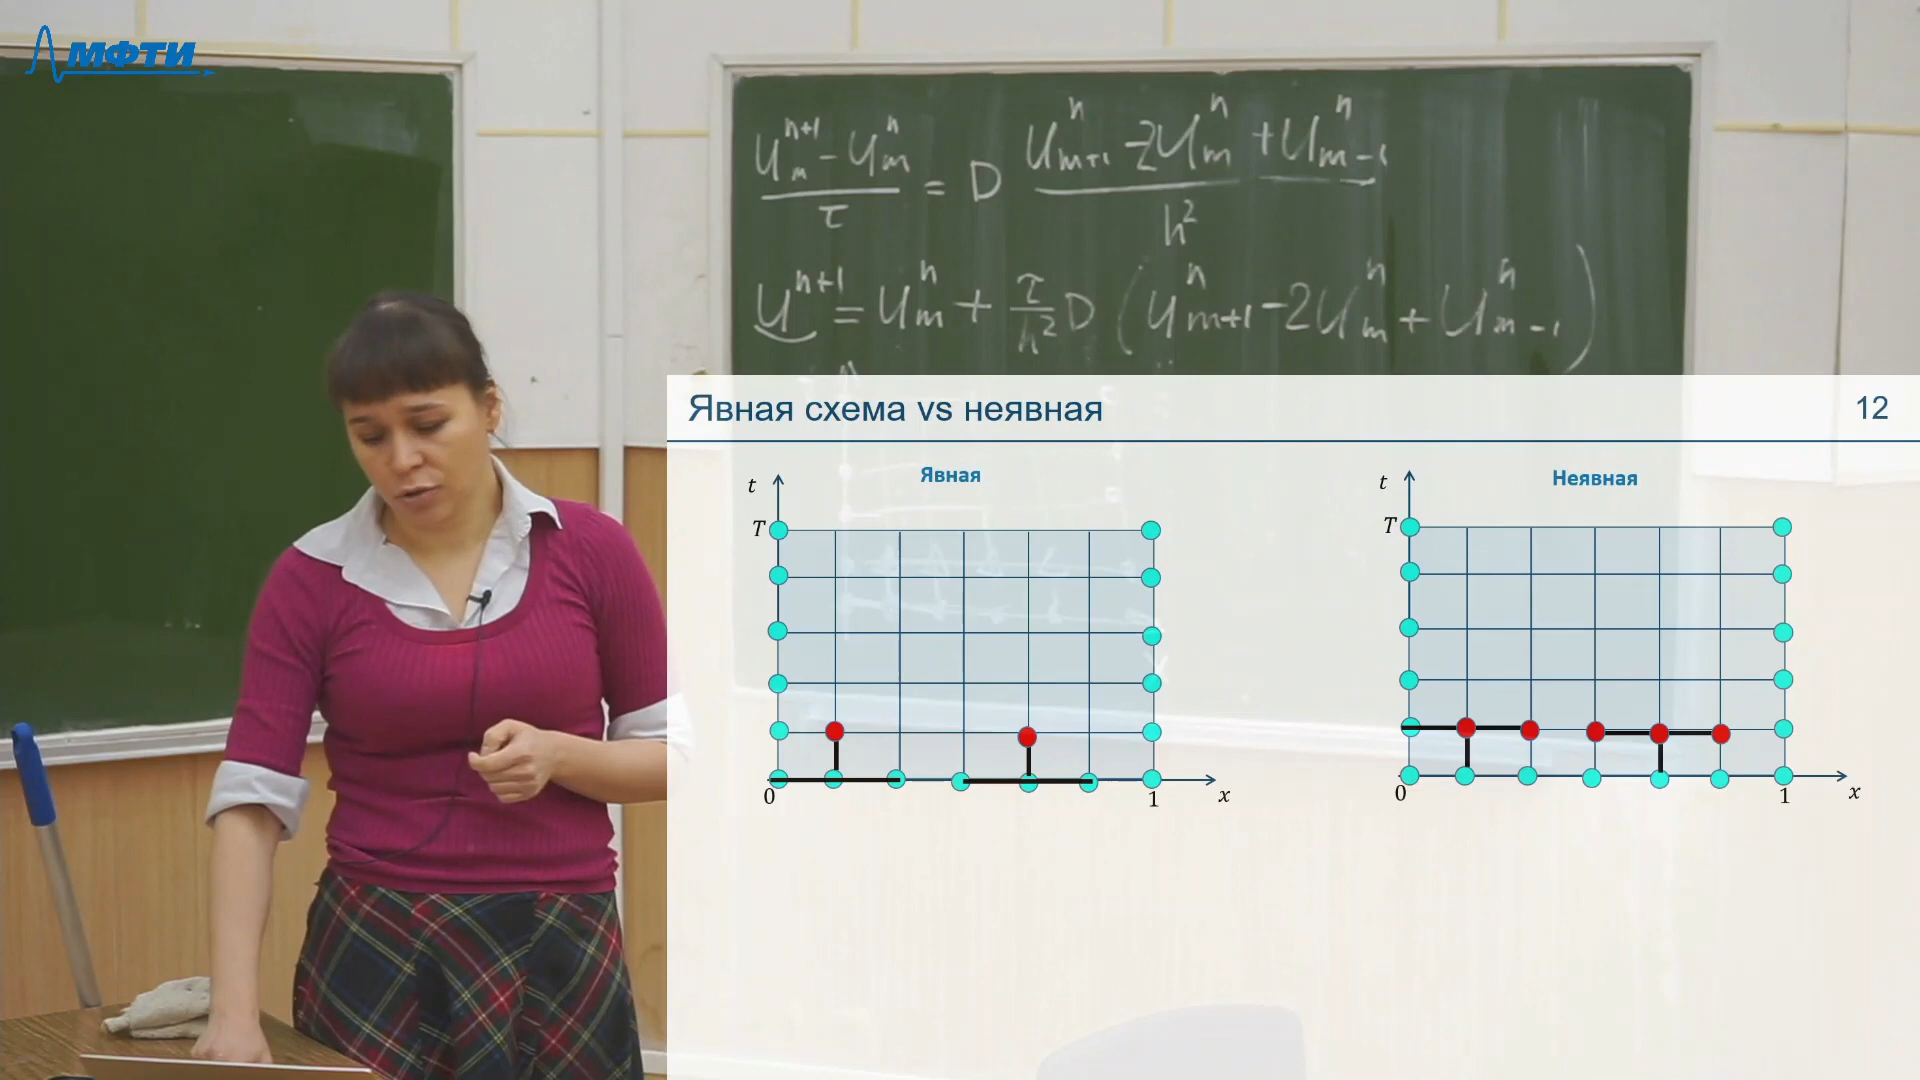 МФТИ
u_m^{n+1} - u_m^n / τ = D u_{m+1}^n - 2u_m^n + u_{m-1}^n / h^2
u^{n+1} = u_m^n + τ/h^2 D (u_{m+1}^n - 2u_m^n + u_{m-1}^n)
Явная схема vs неявная 12
Явная
t
T
0
1
x
Неявная
t
T
0
1
x